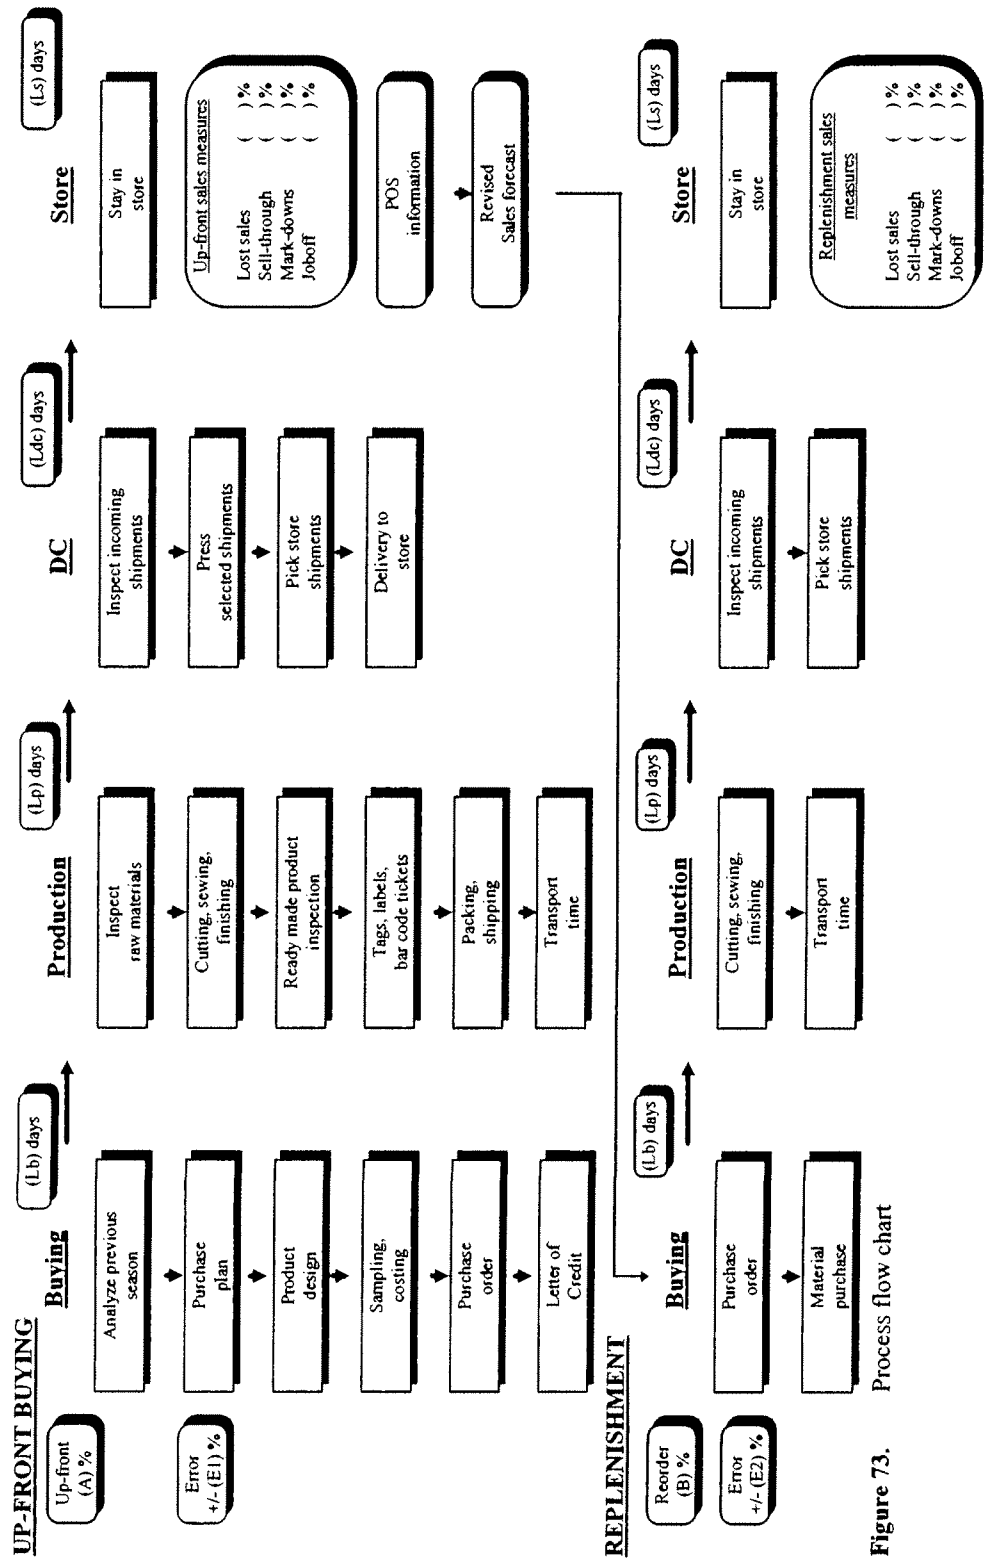 UP-FRONT BUYING
Up-front
(A) %
Error
+/- (E1) %
Buying
(Lb) days
Analyze previous
season
Purchase
plan
Product
design
Sampling,
costing
Purchase
order
Letter of
Credit
Production
(Lp) days
Inspect
raw materials
Cutting, sewing,
finishing
Ready made product
inspection
Tags, labels,
bar code tickets
Packing,
shipping
Transport
time
DC
(Ldc) days
Inspect incoming
shipments
Press
selected shipments
Pick store
shipments
Delivery to
store
Store
(Ls) days
Stay in
store
Up-front sales measures
Lost sales ( ) %
Sell-through ( ) %
Mark-downs ( ) %
Joboff ( ) %
POS
information
Revised
Sales forecast
REPLENISHMENT
Reorder
(B) %
Error
+/- (E2) %
Buying
(Lb) days
Purchase
order
Material
purchase
Production
(Lp) days
Cutting, sewing,
finishing
Transport
time
DC
(Ldc) days
Inspect incoming
shipments
Pick store
shipments
Store
(Ls) days
Stay in
store
Replenishment sales
measures
Lost sales ( ) %
Sell-through ( ) %
Mark-downs ( ) %
Joboff ( ) %
Figure 73. Process flow chart